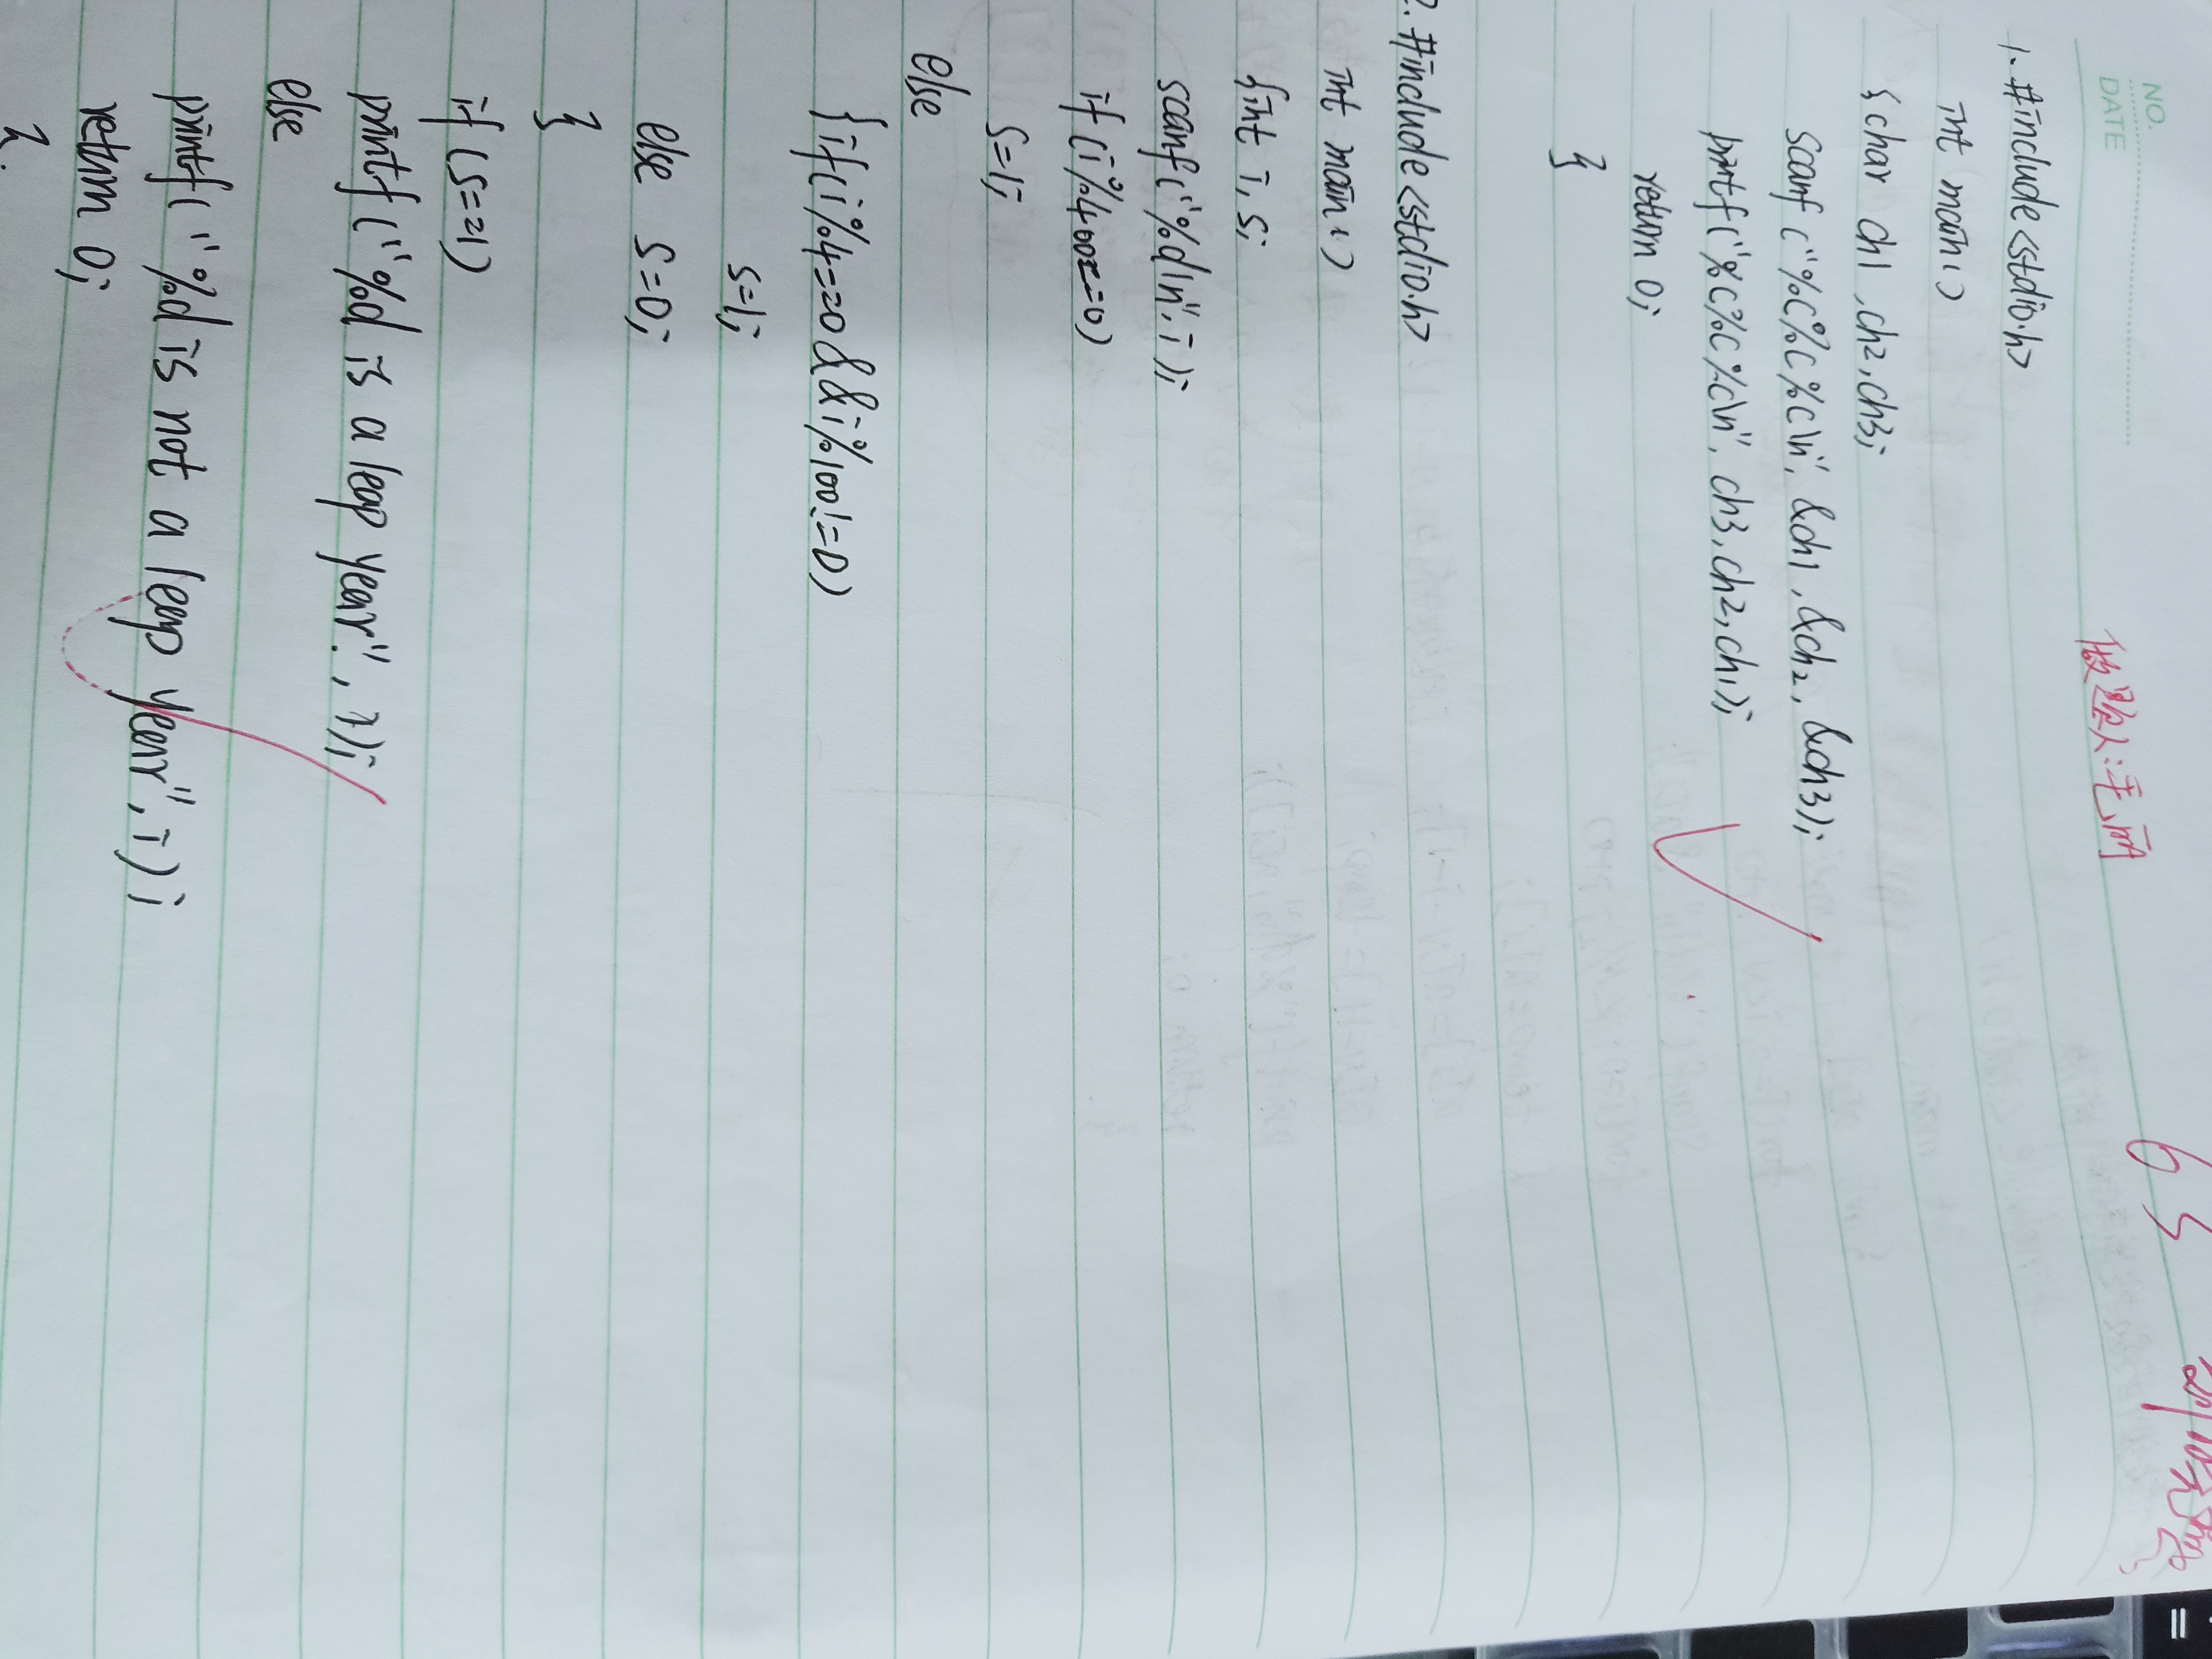 NO.
DATE
65
做题人:毛雨
1. #include<stdio.h>
int main()
{char ch1,ch2,ch3;
scanf("%c%c%c\n",&ch1,&ch2,&ch3);
printf("%c%c%c\n",ch3,ch2,ch1);
return 0;
}
2. #include<stdio.h>
int main()
{int i,s;
scanf("%d\n",i);
if(i%400==0)
s=1;
else
{if(i%4==0&&i%100!=0)
s=1;
else s=0;
}
if(s==1)
printf("%d is a leap year.",i);
else
printf("%d is not a leap year",i);
return 0;
}.
=